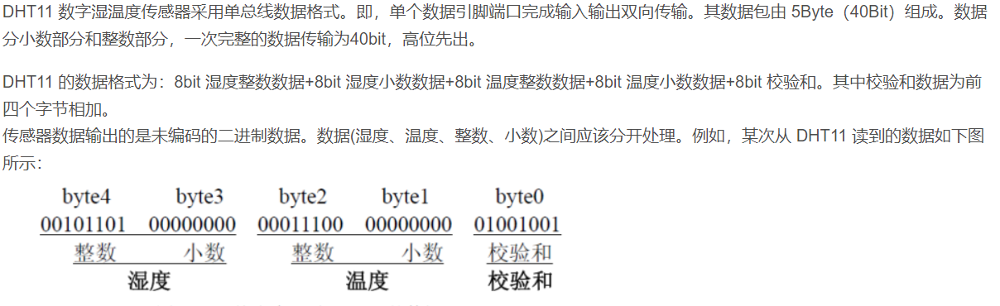 DHT11 数字湿温度传感器采用单总线数据格式。即，单个数据引脚端口完成输入输出双向传输。其数据包由 5Byte（40Bit）组成。数据
分小数部分和整数部分，一次完整的数据传输为40bit，高位先出。
DHT11 的数据格式为：8bit 湿度整数数据+8bit 湿度小数数据+8bit 温度整数数据+8bit 温度小数数据+8bit 校验和。其中校验和数据为前
四个字节相加。
传感器数据输出的是未编码的二进制数据。数据(湿度、温度、整数、小数)之间应该分开处理。例如，某次从 DHT11 读到的数据如下图
所示：
byte4 byte3 byte2 byte1 byte0
00101101 00000000 00011100 00000000 01001001
整数 小数 整数 小数 校验和
湿度 温度 校验和